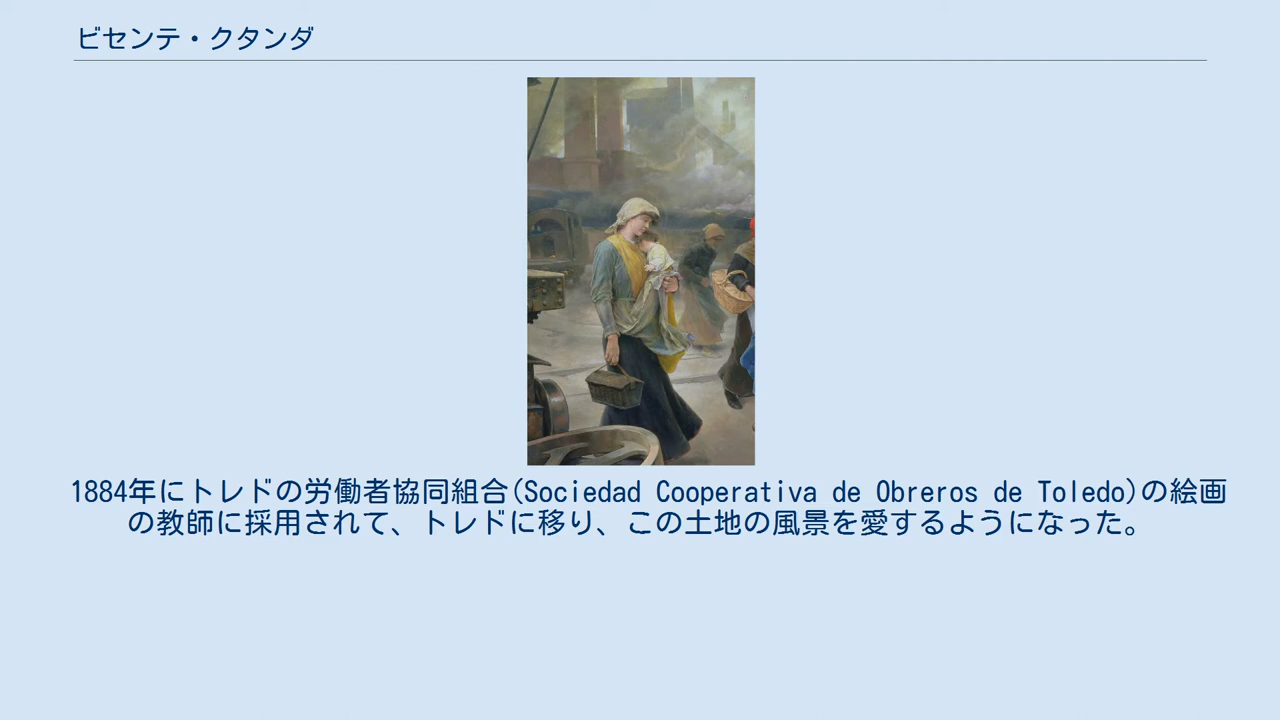 ビセンテ・クタンダ
1884年にトレドの労働者協同組合(Sociedad Cooperativa de Obreros de Toledo)の絵画
の教師に採用されて、トレドに移り、この土地の風景を愛するようになった。